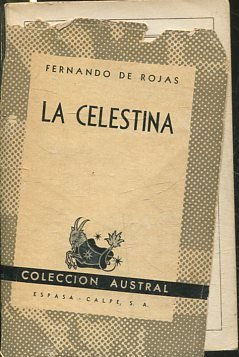 FERNANDO DE ROJAS
LA CELESTINA
COLECCION AUSTRAL
ESPASA - CALPE, S. A.